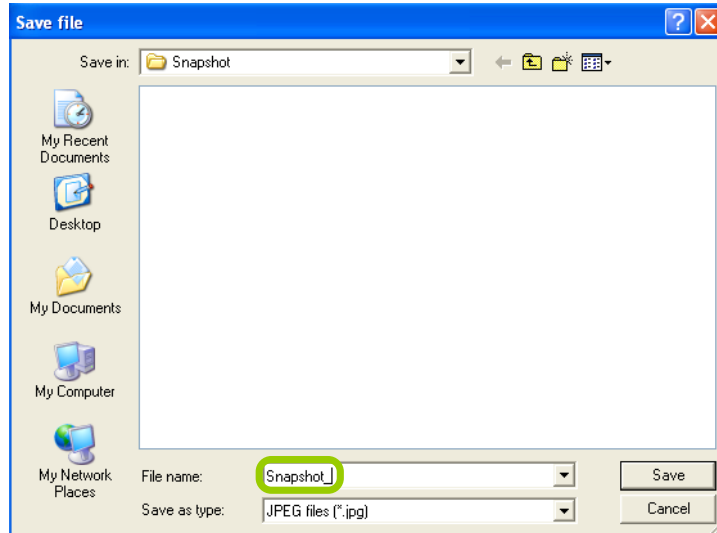 Save file
Save in: Snapshot
My Recent
Documents
Desktop
My Documents
My Computer
My Network
Places
File name: Snapshot_
Save
Save as type: JPEG files (*.jpg)
Cancel